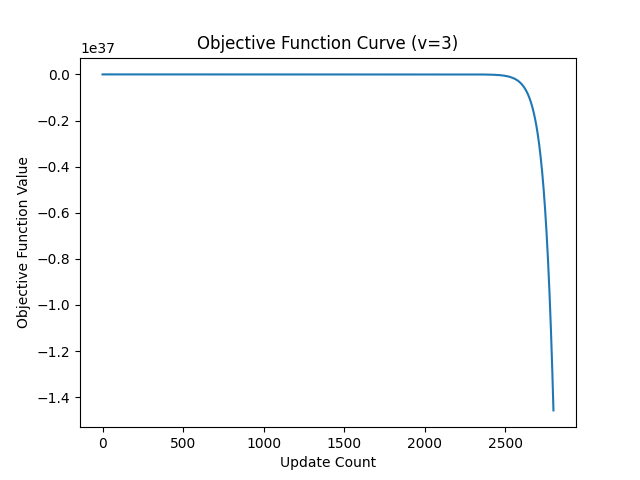 Objective Function Curve (v=3)
1e37
0.0
−0.2
−0.4
−0.6
−0.8
−1.0
−1.2
−1.4
Objective Function Value
0 500 1000 1500 2000 2500
Update Count